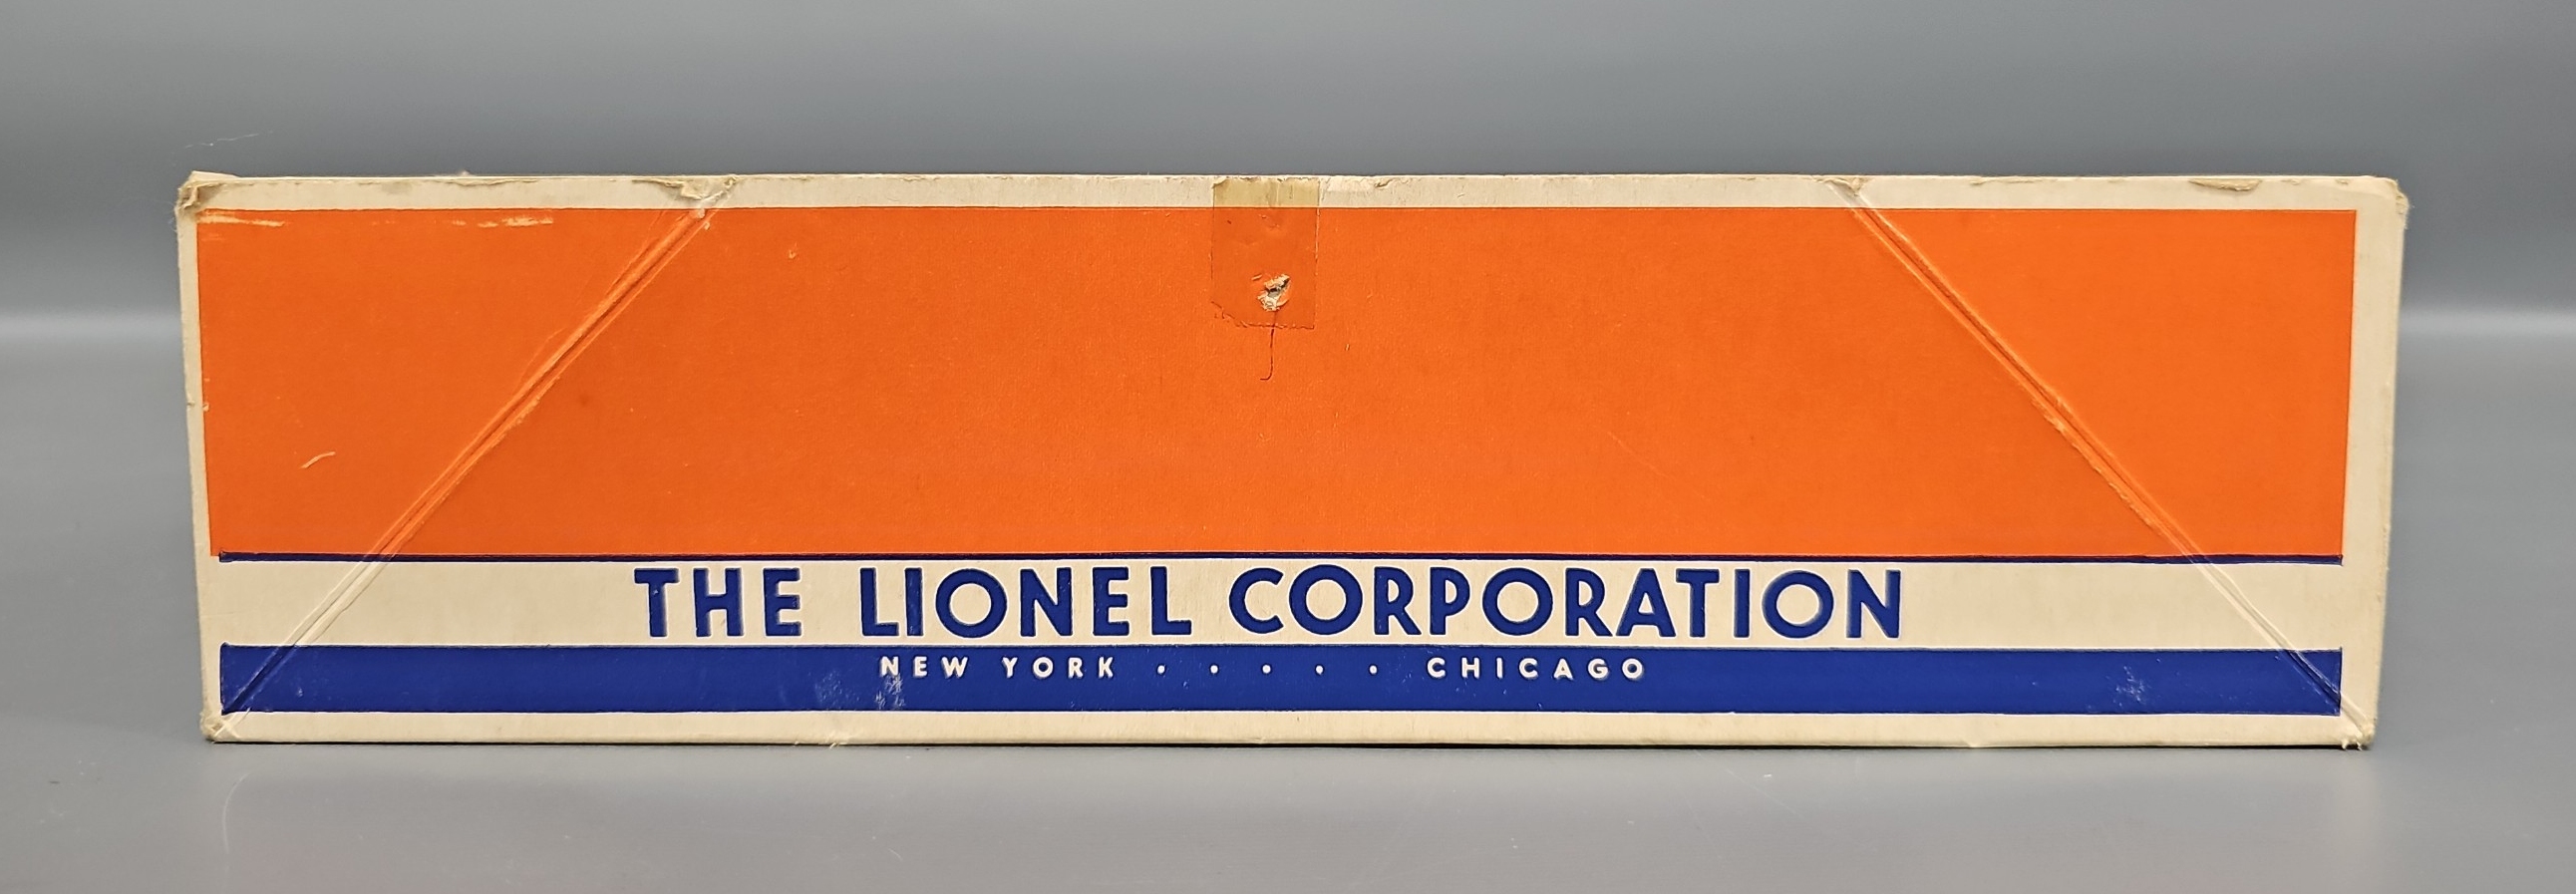 THE LIONEL CORPORATION
NEW YORK . . . . . CHICAGO